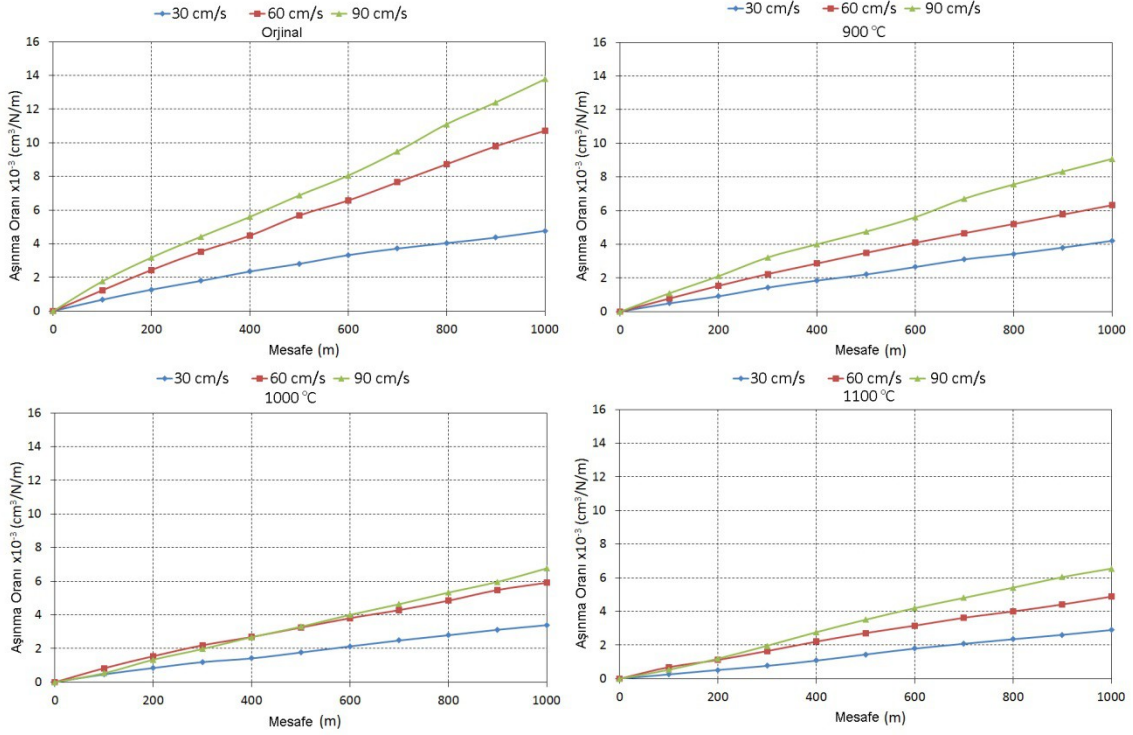 30 cm/s 60 cm/s 90 cm/s
Orjinal
16
14
12
10
8
6
4
2
0
0 200 400 600 800 1000
Aşınma Oranı x10⁻³ (cm³/N/m)
Mesafe (m)
30 cm/s 60 cm/s 90 cm/s
900 °C
16
14
12
10
8
6
4
2
0
0 200 400 600 800 1000
Aşınma Oranı x10⁻³ (cm³/N/m)
Mesafe (m)
30 cm/s 60 cm/s 90 cm/s
1000 °C
16
14
12
10
8
6
4
2
0
0 200 400 600 800 1000
Aşınma Oranı x10⁻³ (cm³/N/m)
Mesafe (m)
30 cm/s 60 cm/s 90 cm/s
1100 °C
16
14
12
10
8
6
4
2
0
0 200 400 600 800 1000
Aşınma Oranı x10⁻³ (cm³/N/m)
Mesafe (m)